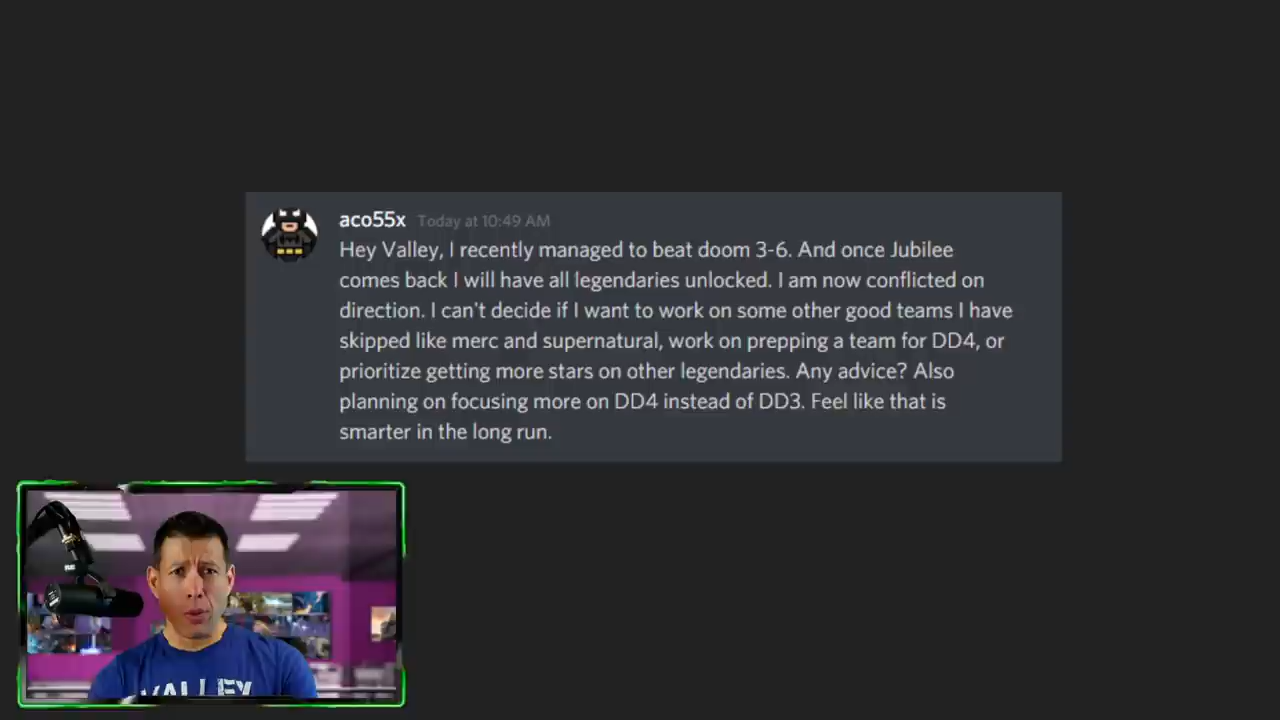 aco55x Today at 10:49 AM
Hey Valley, I recently managed to beat doom 3-6. And once Jubilee
comes back I will have all legendaries unlocked. I am now conflicted on
direction. I can't decide if I want to work on some other good teams I have
skipped like merc and supernatural, work on prepping a team for DD4, or
prioritize getting more stars on other legendaries. Any advice? Also
planning on focusing more on DD4 instead of DD3. Feel like that is
smarter in the long run.
VALLEY